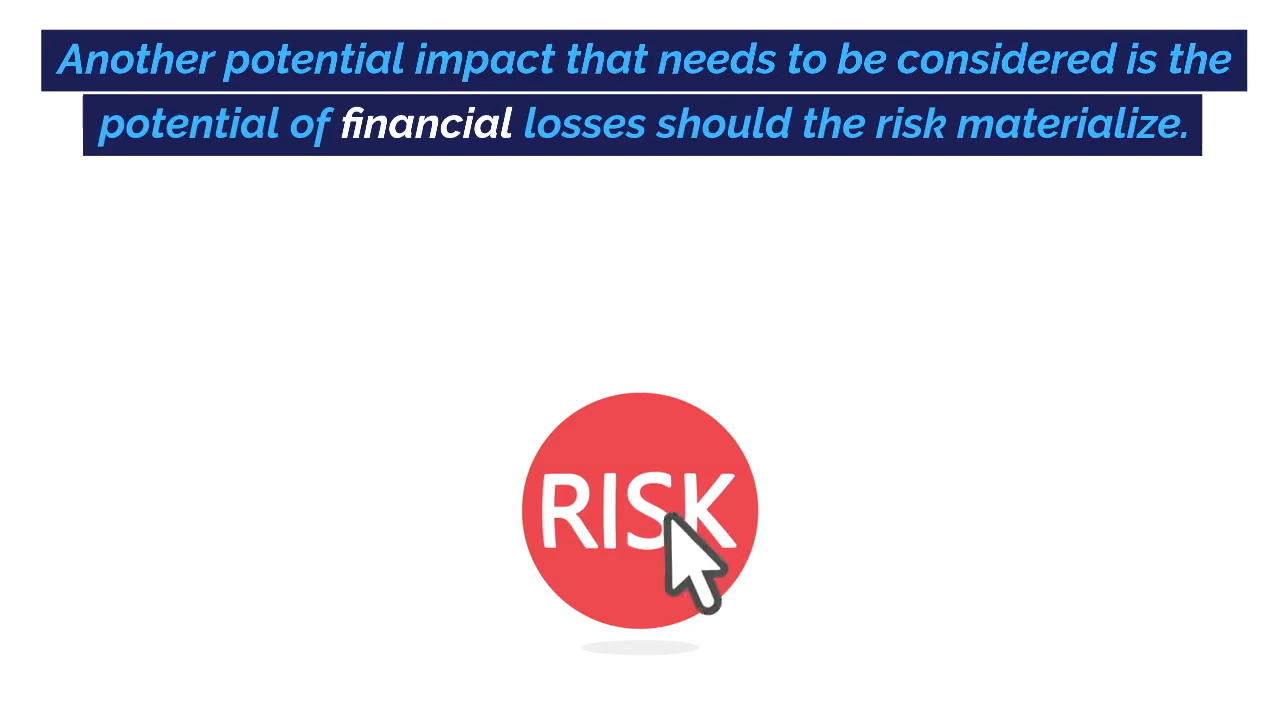 Another potential impact that needs to be considered is the
potential of financial losses should the risk materialize.
RISK